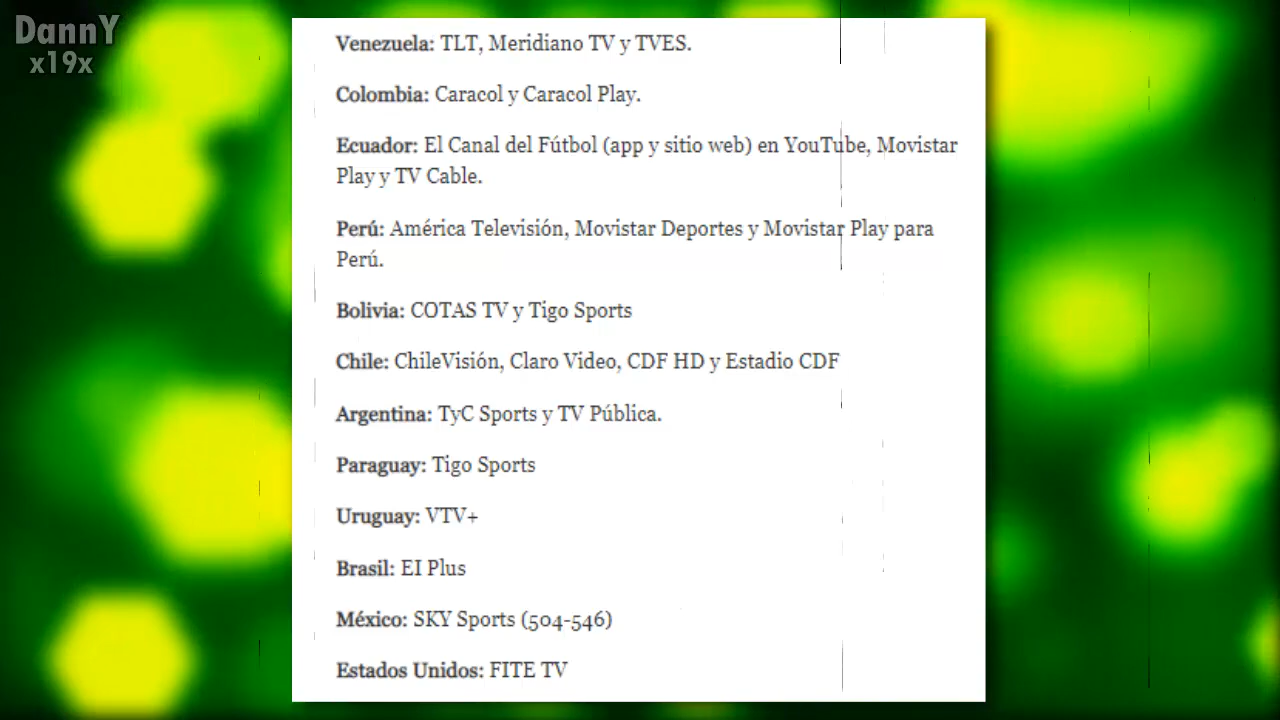 DannY
x19x
Venezuela: TLT, Meridiano TV y TVES.
Colombia: Caracol y Caracol Play.
Ecuador: El Canal del Fútbol (app y sitio web) en YouTube, Movistar
Play y TV Cable.
Perú: América Televisión, Movistar Deportes y Movistar Play para
Perú.
Bolivia: COTAS TV y Tigo Sports
Chile: ChileVisión, Claro Video, CDF HD y Estadio CDF
Argentina: TyC Sports y TV Pública.
Paraguay: Tigo Sports
Uruguay: VTV+
Brasil: EI Plus
México: SKY Sports (504-546)
Estados Unidos: FITE TV